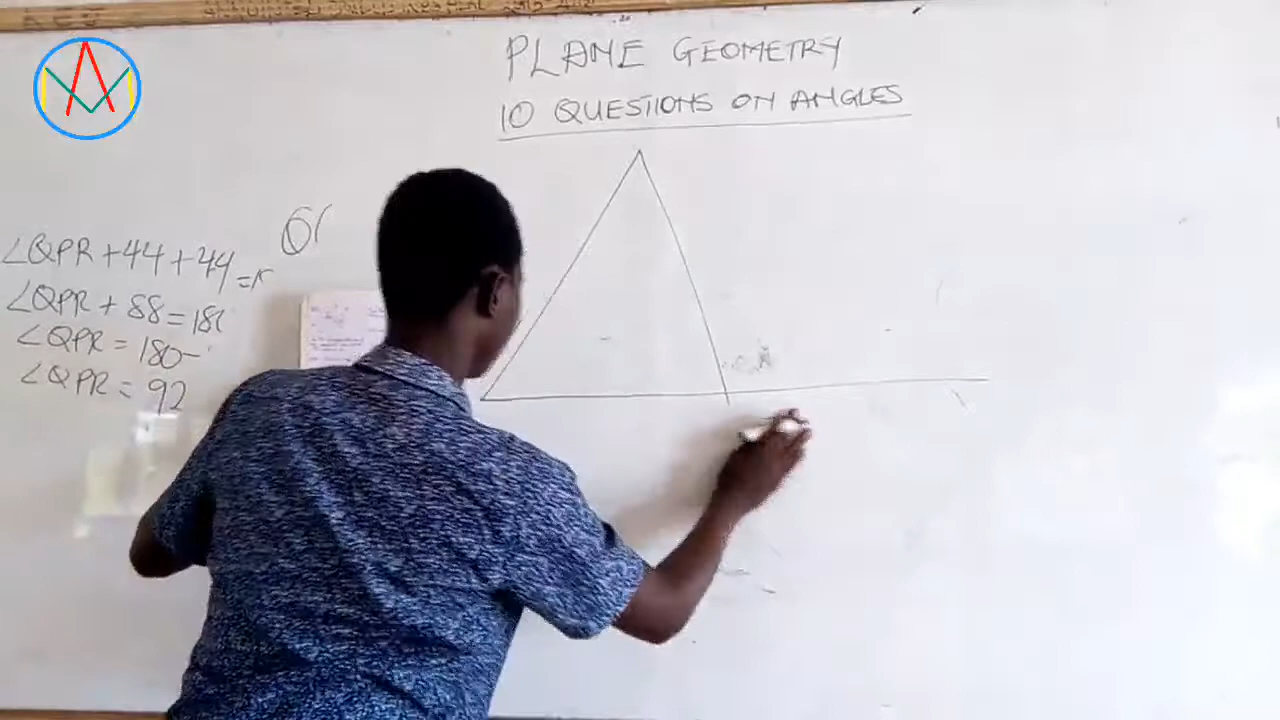 PLANE GEOMETRY
10 QUESTIONS ON ANGLES
∠QPR + 44 + 44 =
∠QPR + 88 = 18
∠QPR = 180-
∠QPR = 92